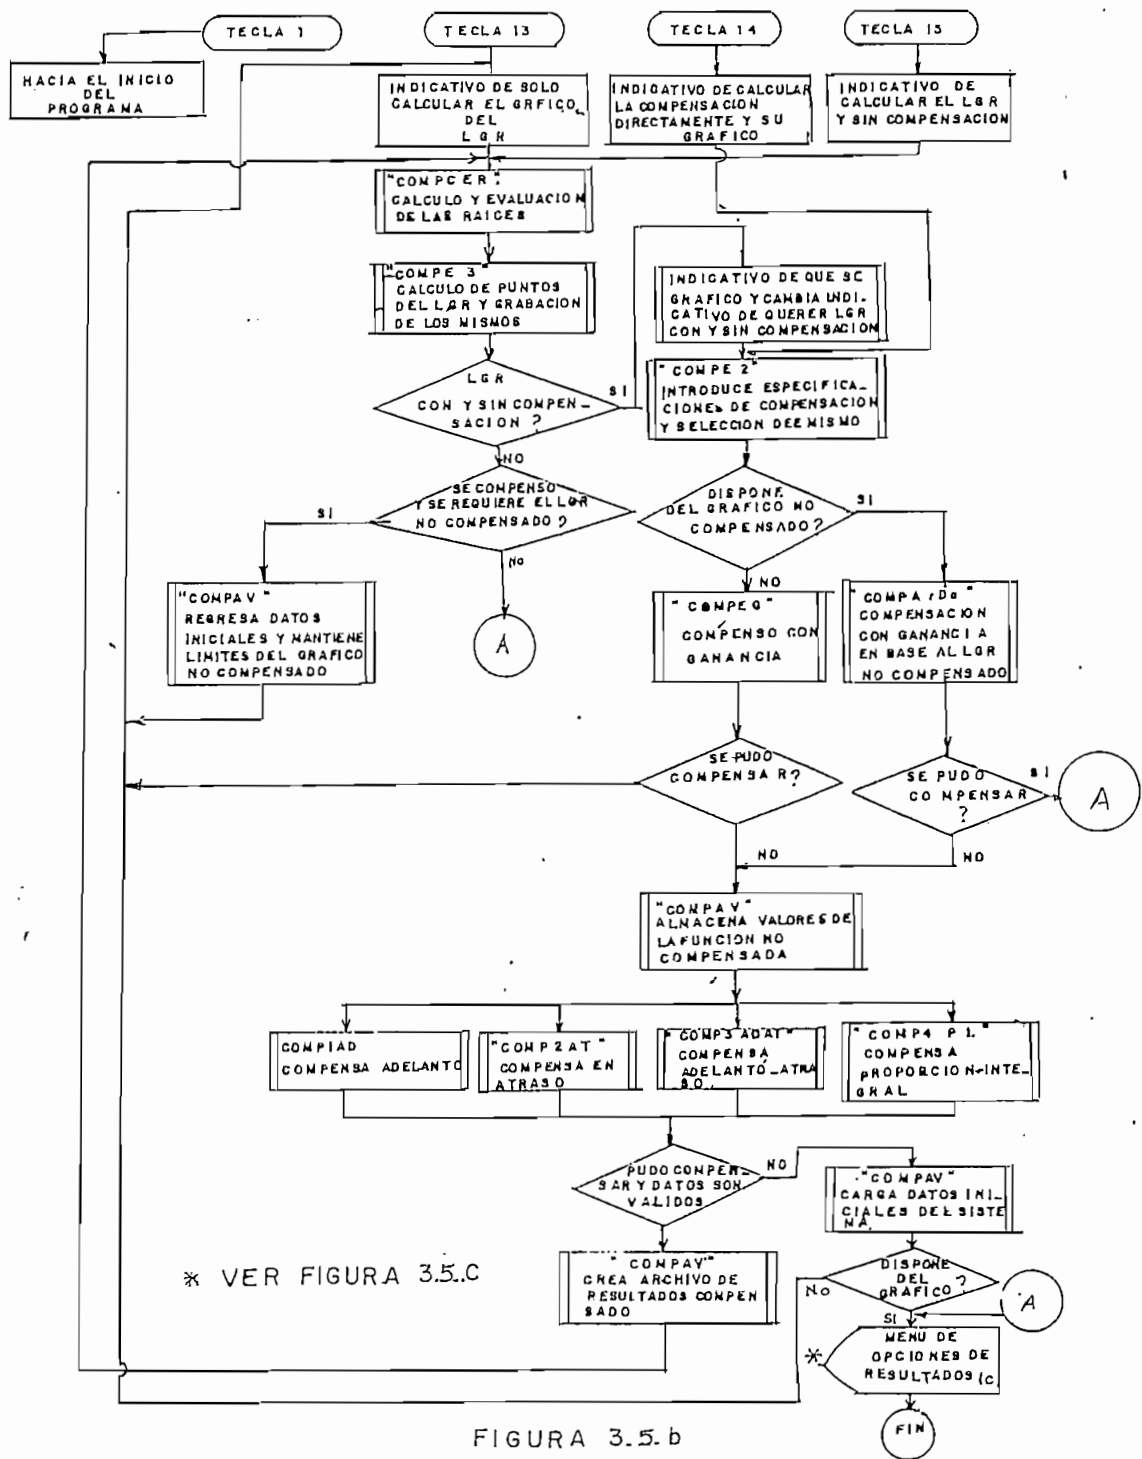 TECLA 1
TECLA 13
TECLA 14
TECLA 15
HACIA EL INICIO
DEL
PROGRAMA
INDICATIVO DE SOLO
CALCULAR EL GRFICO
DEL
LGR
INDICATIVO DE CALCULAR
LA COMPENSACION
DIRECTAMENTE Y SU
GRAFICO
INDICATIVO DE
CALCULAR EL LGR
Y SIN COMPENSACION
"COMPCER"
CALCULO Y EVALUACION
DE LAS RAICES
"COMPE 3"
CALCULO DE PUNTOS
DEL LGR Y GRABACION
DE LOS MISMOS
INDICATIVO DE QUE SE
GRAFICO Y CAMBIA INDI-
CATIVO DE QUERER LGR
CON Y SIN COMPENSACION
LGR
CON Y SIN COMPEN-
SACION ?
SI
NO
"COMPE 2"
INTRODUCE ESPECIFICA-
CIONES DE COMPENSACION
Y SELECCION DEE MISMO
SE COMPENSO
Y SE REQUIERE EL LGR
NO COMPENSADO ?
SI
NO
DISPONE
DEL GRAFICO NO
COMPENSADO ?
SI
NO
"COMPAV"
REGRESA DATOS
INICIALES Y MANTIENE
LIMITES DEL GRAFICO
NO COMPENSADO
A
"COMPEG"
COMPENSO CON
GANANCIA
COMPENSACION
CON GANANCIA
EN BASE AL LGR
NO COMPENSADO
SE PUDO
COMPENSAR ?
SE PUDO
COMPENSAR
?
SI
A
NO
NO
"COMPAV"
ALMACENA VALORES DE
LA FUNCION NO
COMPENSADA
COMPIAD
COMPENSA ADELANTO
"COMP2AT"
COMPENSA EN
ATRASO
"COMP3 ADAT"
COMPENSA
ADELANTO-ATRA
SO
"COMP4 P I."
COMPENSA
PROPORCION-INTE-
GRAL
PUDO COMPEN-
SAR Y DATOS SON
VALIDOS
NO
"COMPAV"
CARGA DATOS INI-
CIALES DEL SISTE
MA.
"COMPAV"
CREA ARCHIVO DE
RESULTADOS COMPEN
SADO
DISPONE
DEL
GRAFICO ?
NO
SI
A
* VER FIGURA 3.5.C
*
MENU DE
OPCIONES DE
RESULTADOS (C
FIN
FIGURA 3.5.b